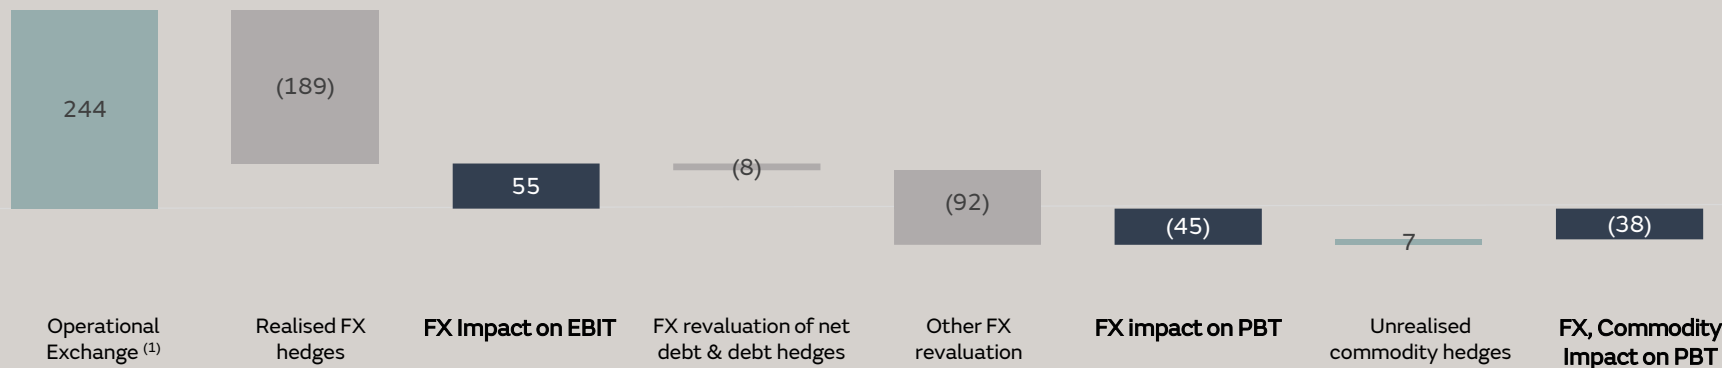 244
(189)
55
(8)
(92)
(45)
7
(38)
Operational
Exchange (1)
Realised FX
hedges
FX Impact on EBIT
FX revaluation of net
debt & debt hedges
Other FX
revaluation
FX impact on PBT
Unrealised
commodity hedges
FX, Commodity
Impact on PBT